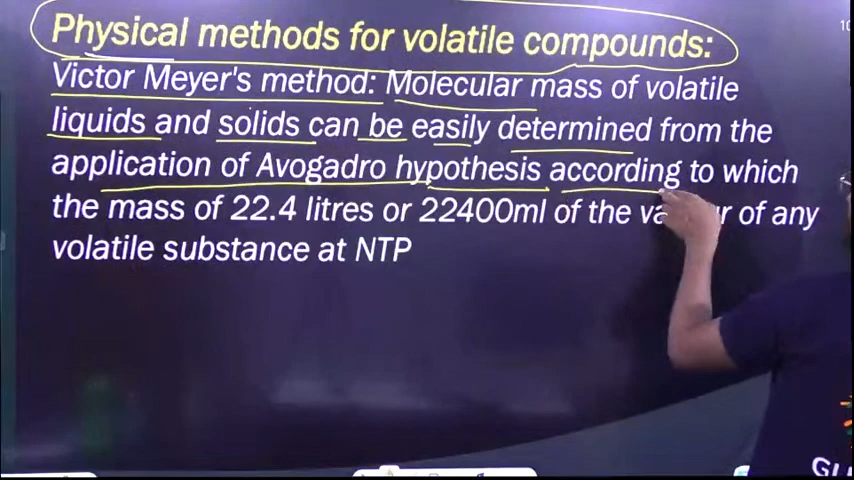 Physical methods for volatile compounds:
Victor Meyer's method: Molecular mass of volatile
liquids and solids can be easily determined from the
application of Avogadro hypothesis according to which
the mass of 22.4 litres or 22400ml of the of any
volatile substance at NTP